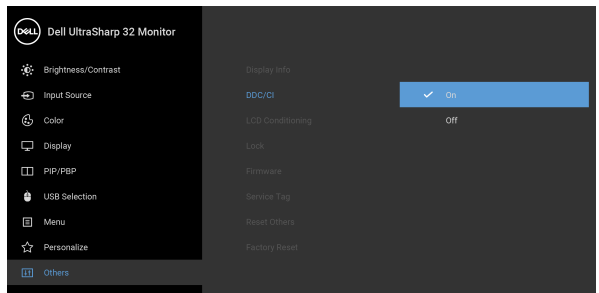 DELL
Dell UltraSharp 32 Monitor
Brightness/Contrast
Input Source
Color
Display
PIP/PBP
USB Selection
Menu
Personalize
Others
Display Info
DDC/CI
LCD Conditioning
Lock
Firmware
Service Tag
Reset Others
Factory Reset
On
Off